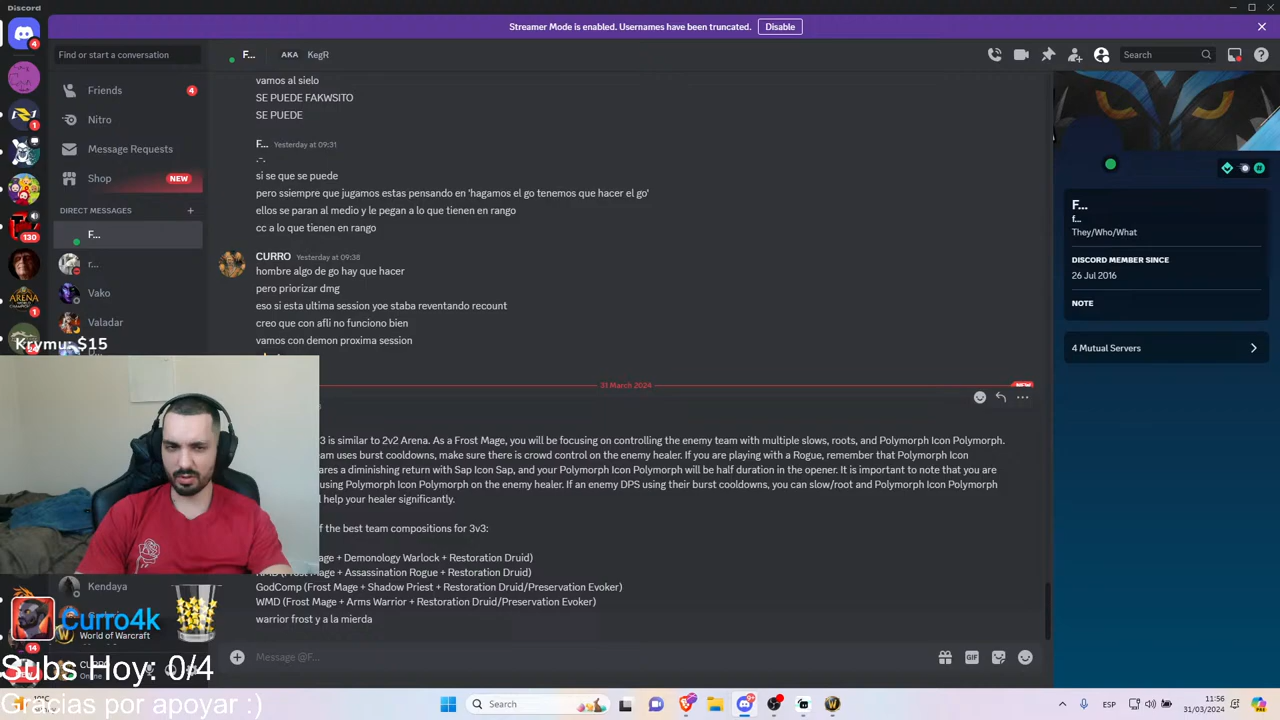 Discord
Streamer Mode is enabled. Usernames have been truncated.
Disable
Find or start a conversation
F...
AKA
KegR
Search
Friends
4
Nitro
Message Requests
Shop
NEW
DIRECT MESSAGES
F...
r...
Vako
Valadar
Krymu: $15
vamos al sielo
SE PUEDE FAKWSITO
SE PUEDE
F...
Yesterday at 09:31
.-.
si se que se puede
pero ssiempre que jugamos estas pensando en 'hagamos el go tenemos que hacer el go'
ellos se paran al medio y le pegan a lo que tienen en rango
cc a lo que tienen en rango
CURRO
Yesterday at 09:38
hombre algo de go hay que hacer
pero priorizar dmg
eso si esta ultima session yoe staba reventando recount
creo que con afli no funciono bien
vamos con demon proxima session
31 March 2024
NEW
3 is similar to 2v2 Arena. As a Frost Mage, you will be focusing on controlling the enemy team with multiple slows, roots, and Polymorph Icon Polymorph.
eam uses burst cooldowns, make sure there is crowd control on the enemy healer. If you are playing with a Rogue, remember that Polymorph Icon
ares a diminishing return with Sap Icon Sap, and your Polymorph Icon Polymorph will be half duration in the opener. It is important to note that you are
using Polymorph Icon Polymorph on the enemy healer. If an enemy DPS using their burst cooldowns, you can slow/root and Polymorph Icon Polymorph
l help your healer significantly.
f the best team compositions for 3v3:
age + Demonology Warlock + Restoration Druid)
Mage + Assassination Rogue + Restoration Druid)
GodComp (Frost Mage + Shadow Priest + Restoration Druid/Preservation Evoker)
WMD (Frost Mage + Arms Warrior + Restoration Druid/Preservation Evoker)
warrior frost y a la mierda
Message @F...
GIF
F...
f...
They/Who/What
DISCORD MEMBER SINCE
26 Jul 2016
NOTE
4 Mutual Servers
4
1
130
1
14
Kendaya
Curro4k
World of Warcraft
CURRO
Online
Subs Hoy: 0/4
Gracias por apoyar :)
Search
ESP
11:56
31/03/2024